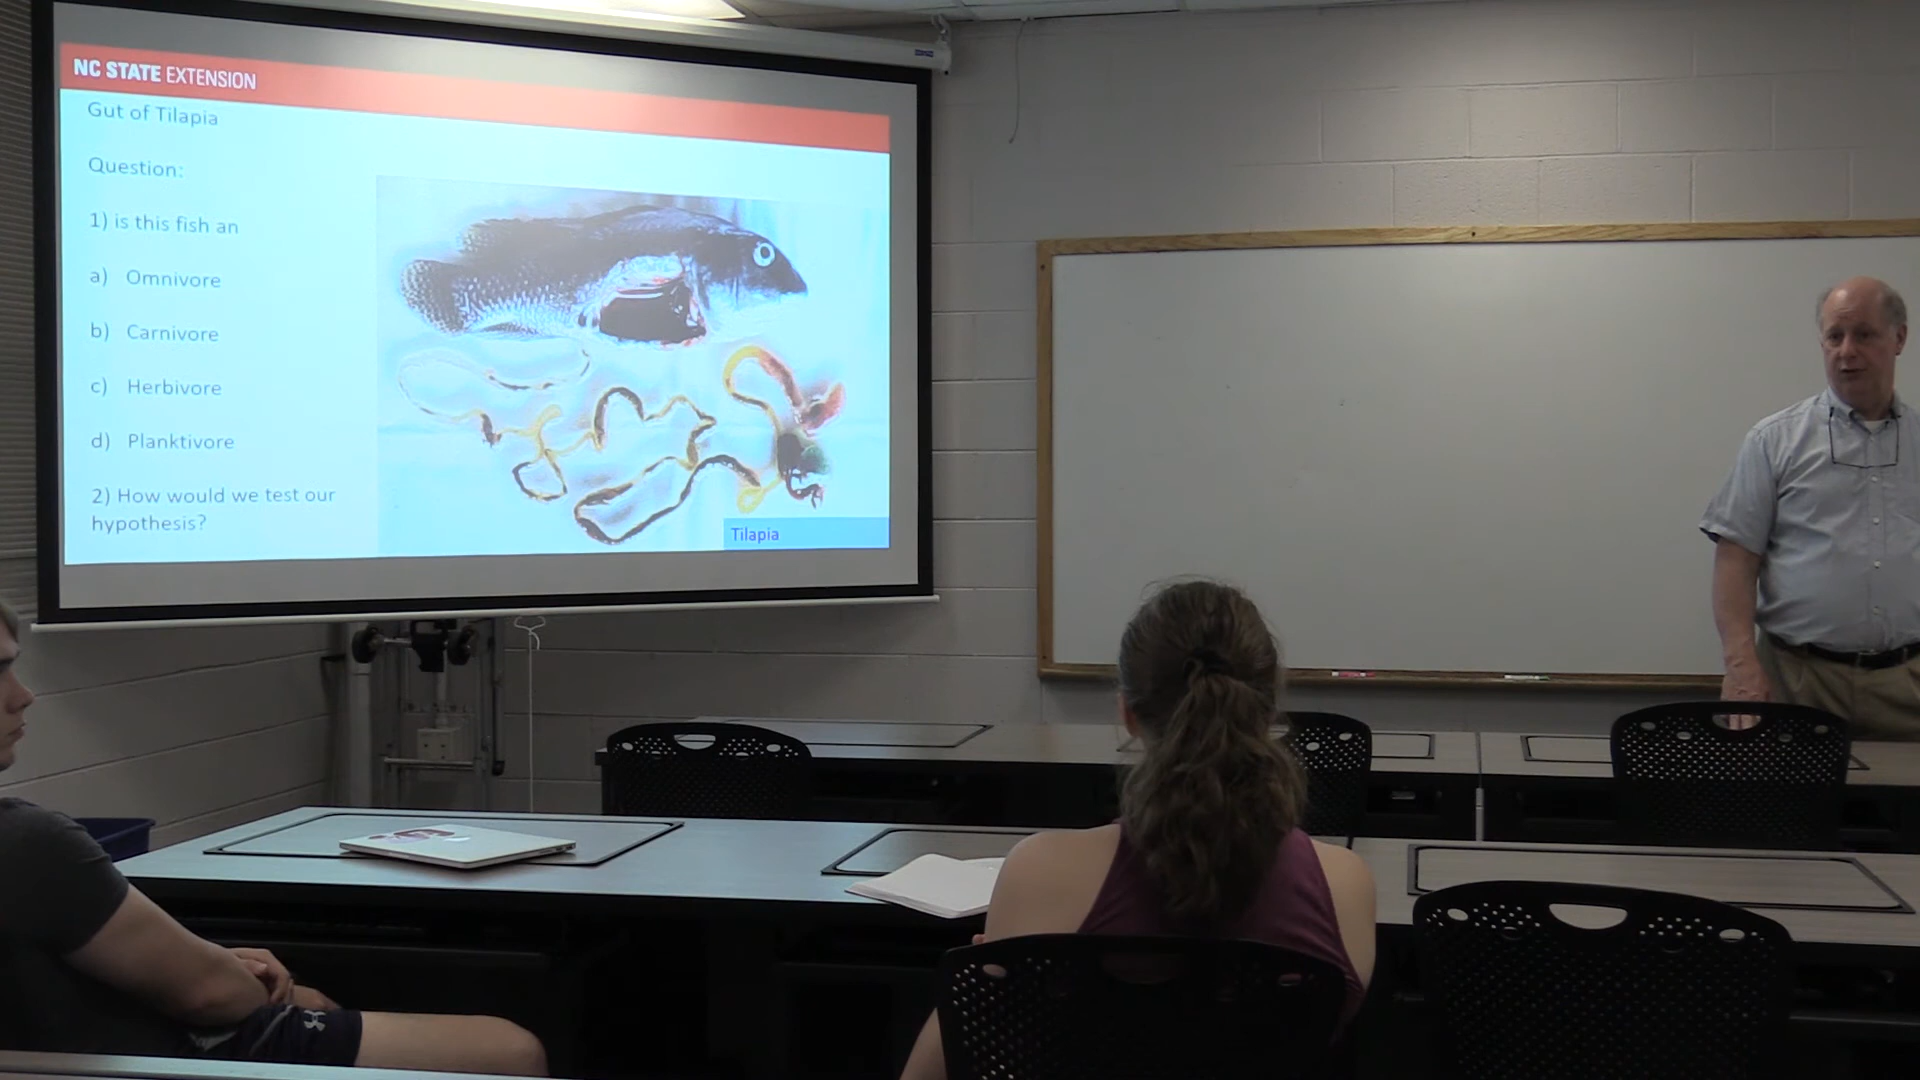 NC STATE EXTENSION
Gut of Tilapia
Question:
1) is this fish an
a) Omnivore
b) Carnivore
c) Herbivore
d) Planktivore
2) How would we test our
hypothesis?
Tilapia